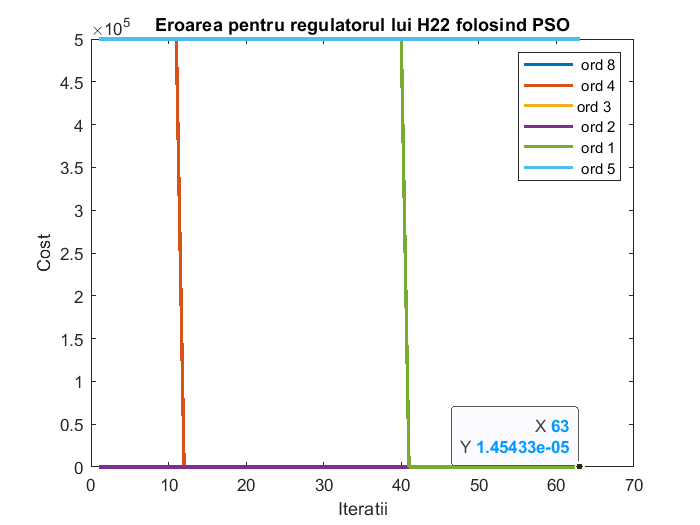 Eroarea pentru regulatorul lui H22 folosind PSO
×10^5
5
4.5
4
3.5
3
2.5
2
1.5
1
0.5
0
Cost
ord 8
ord 4
ord 3
ord 2
ord 1
ord 5
X 63
Y 1.45433e-05
0 10 20 30 40 50 60 70
Iteratii